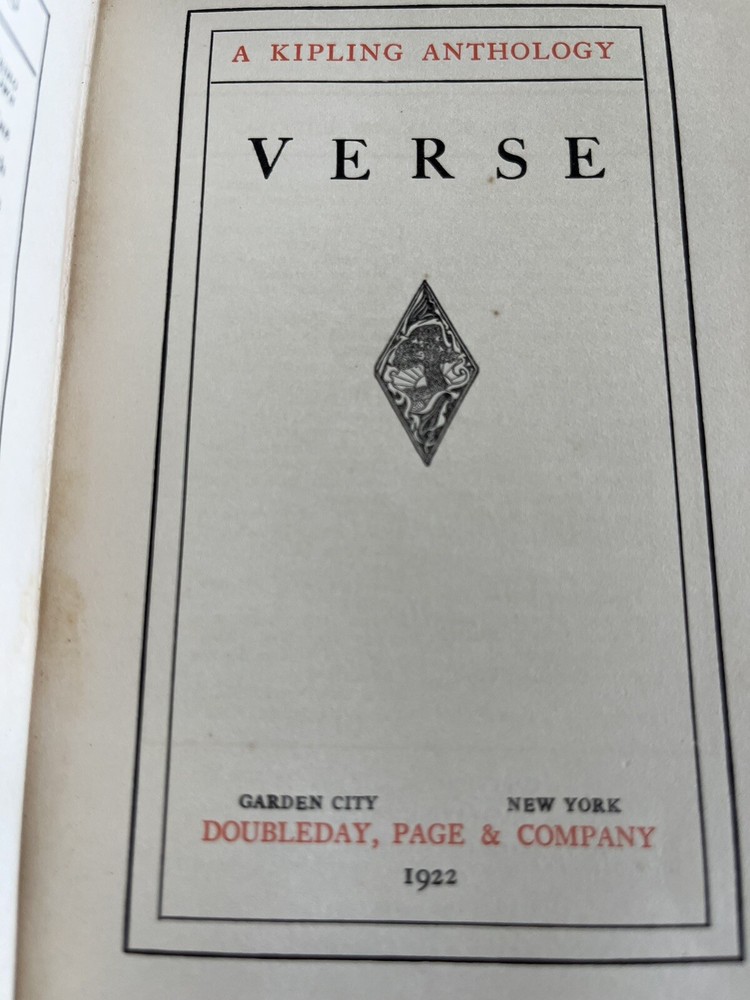 A KIPLING ANTHOLOGY
VERSE
GARDEN CITY NEW YORK
DOUBLEDAY, PAGE & COMPANY
1922